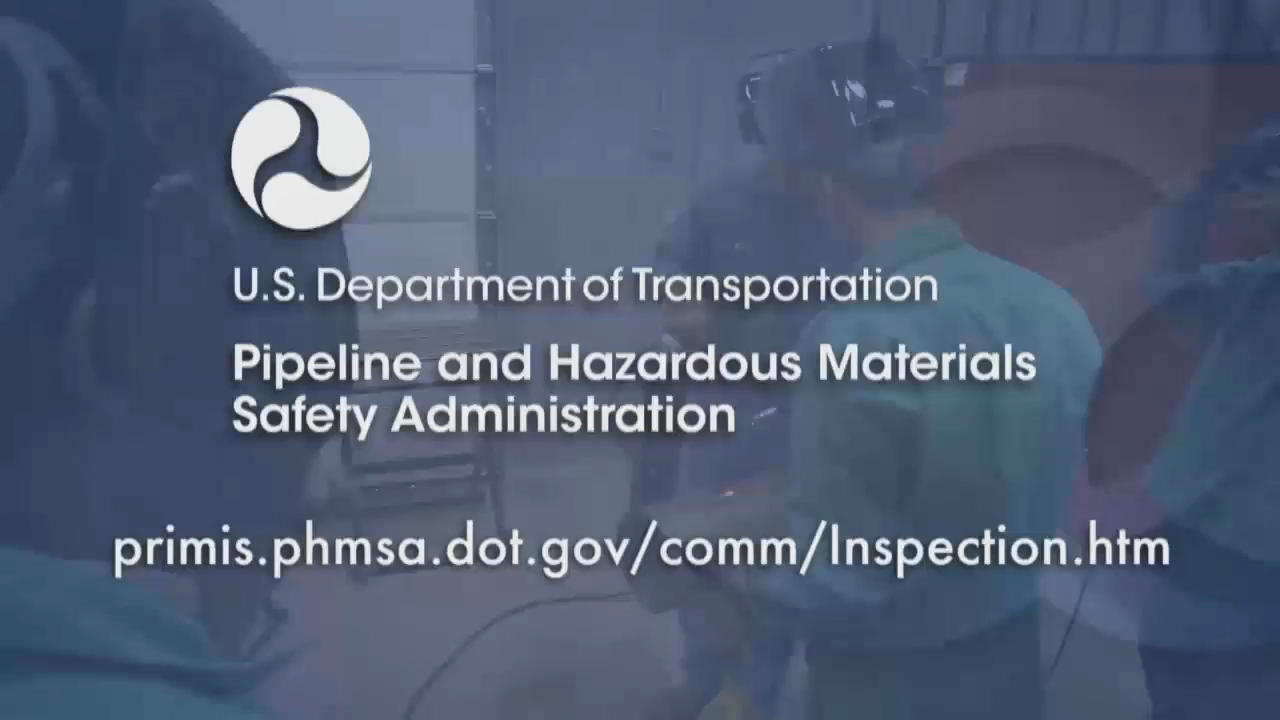 U.S. Department of Transportation
Pipeline and Hazardous Materials
Safety Administration
primis.phmsa.dot.gov/comm/Inspection.htm